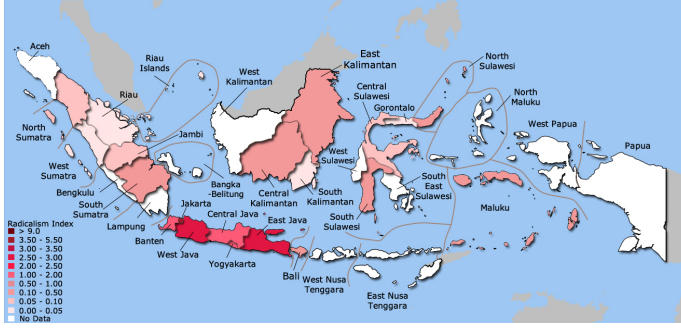 Aceh
Riau
Islands
West
Kalimantan
East
Kalimantan
North
Sulawesi
Central
Sulawesi
Gorontalo
North
Maluku
Riau
West Papua
Papua
North
Sumatra
Jambi
West
Sumatra
West
Sulawesi
Bengkulu
Bangka
-Belitung
Central
Kalimantan
South
Kalimantan
South
East
Sulawesi
South
Sumatra
Jakarta
Maluku
Lampung
Central Java
East Java
South
Sulawesi
Banten
West Java
Yogyakarta
Bali
West Nusa
Tenggara
East Nusa
Tenggara
Radicalism Index
> 9.0
3.50 - 5.50
3.00 - 3.50
2.50 - 3.00
2.00 - 2.50
1.00 - 2.00
0.50 - 1.00
0.10 - 0.50
0.05 - 0.10
0.00 - 0.05
No Data